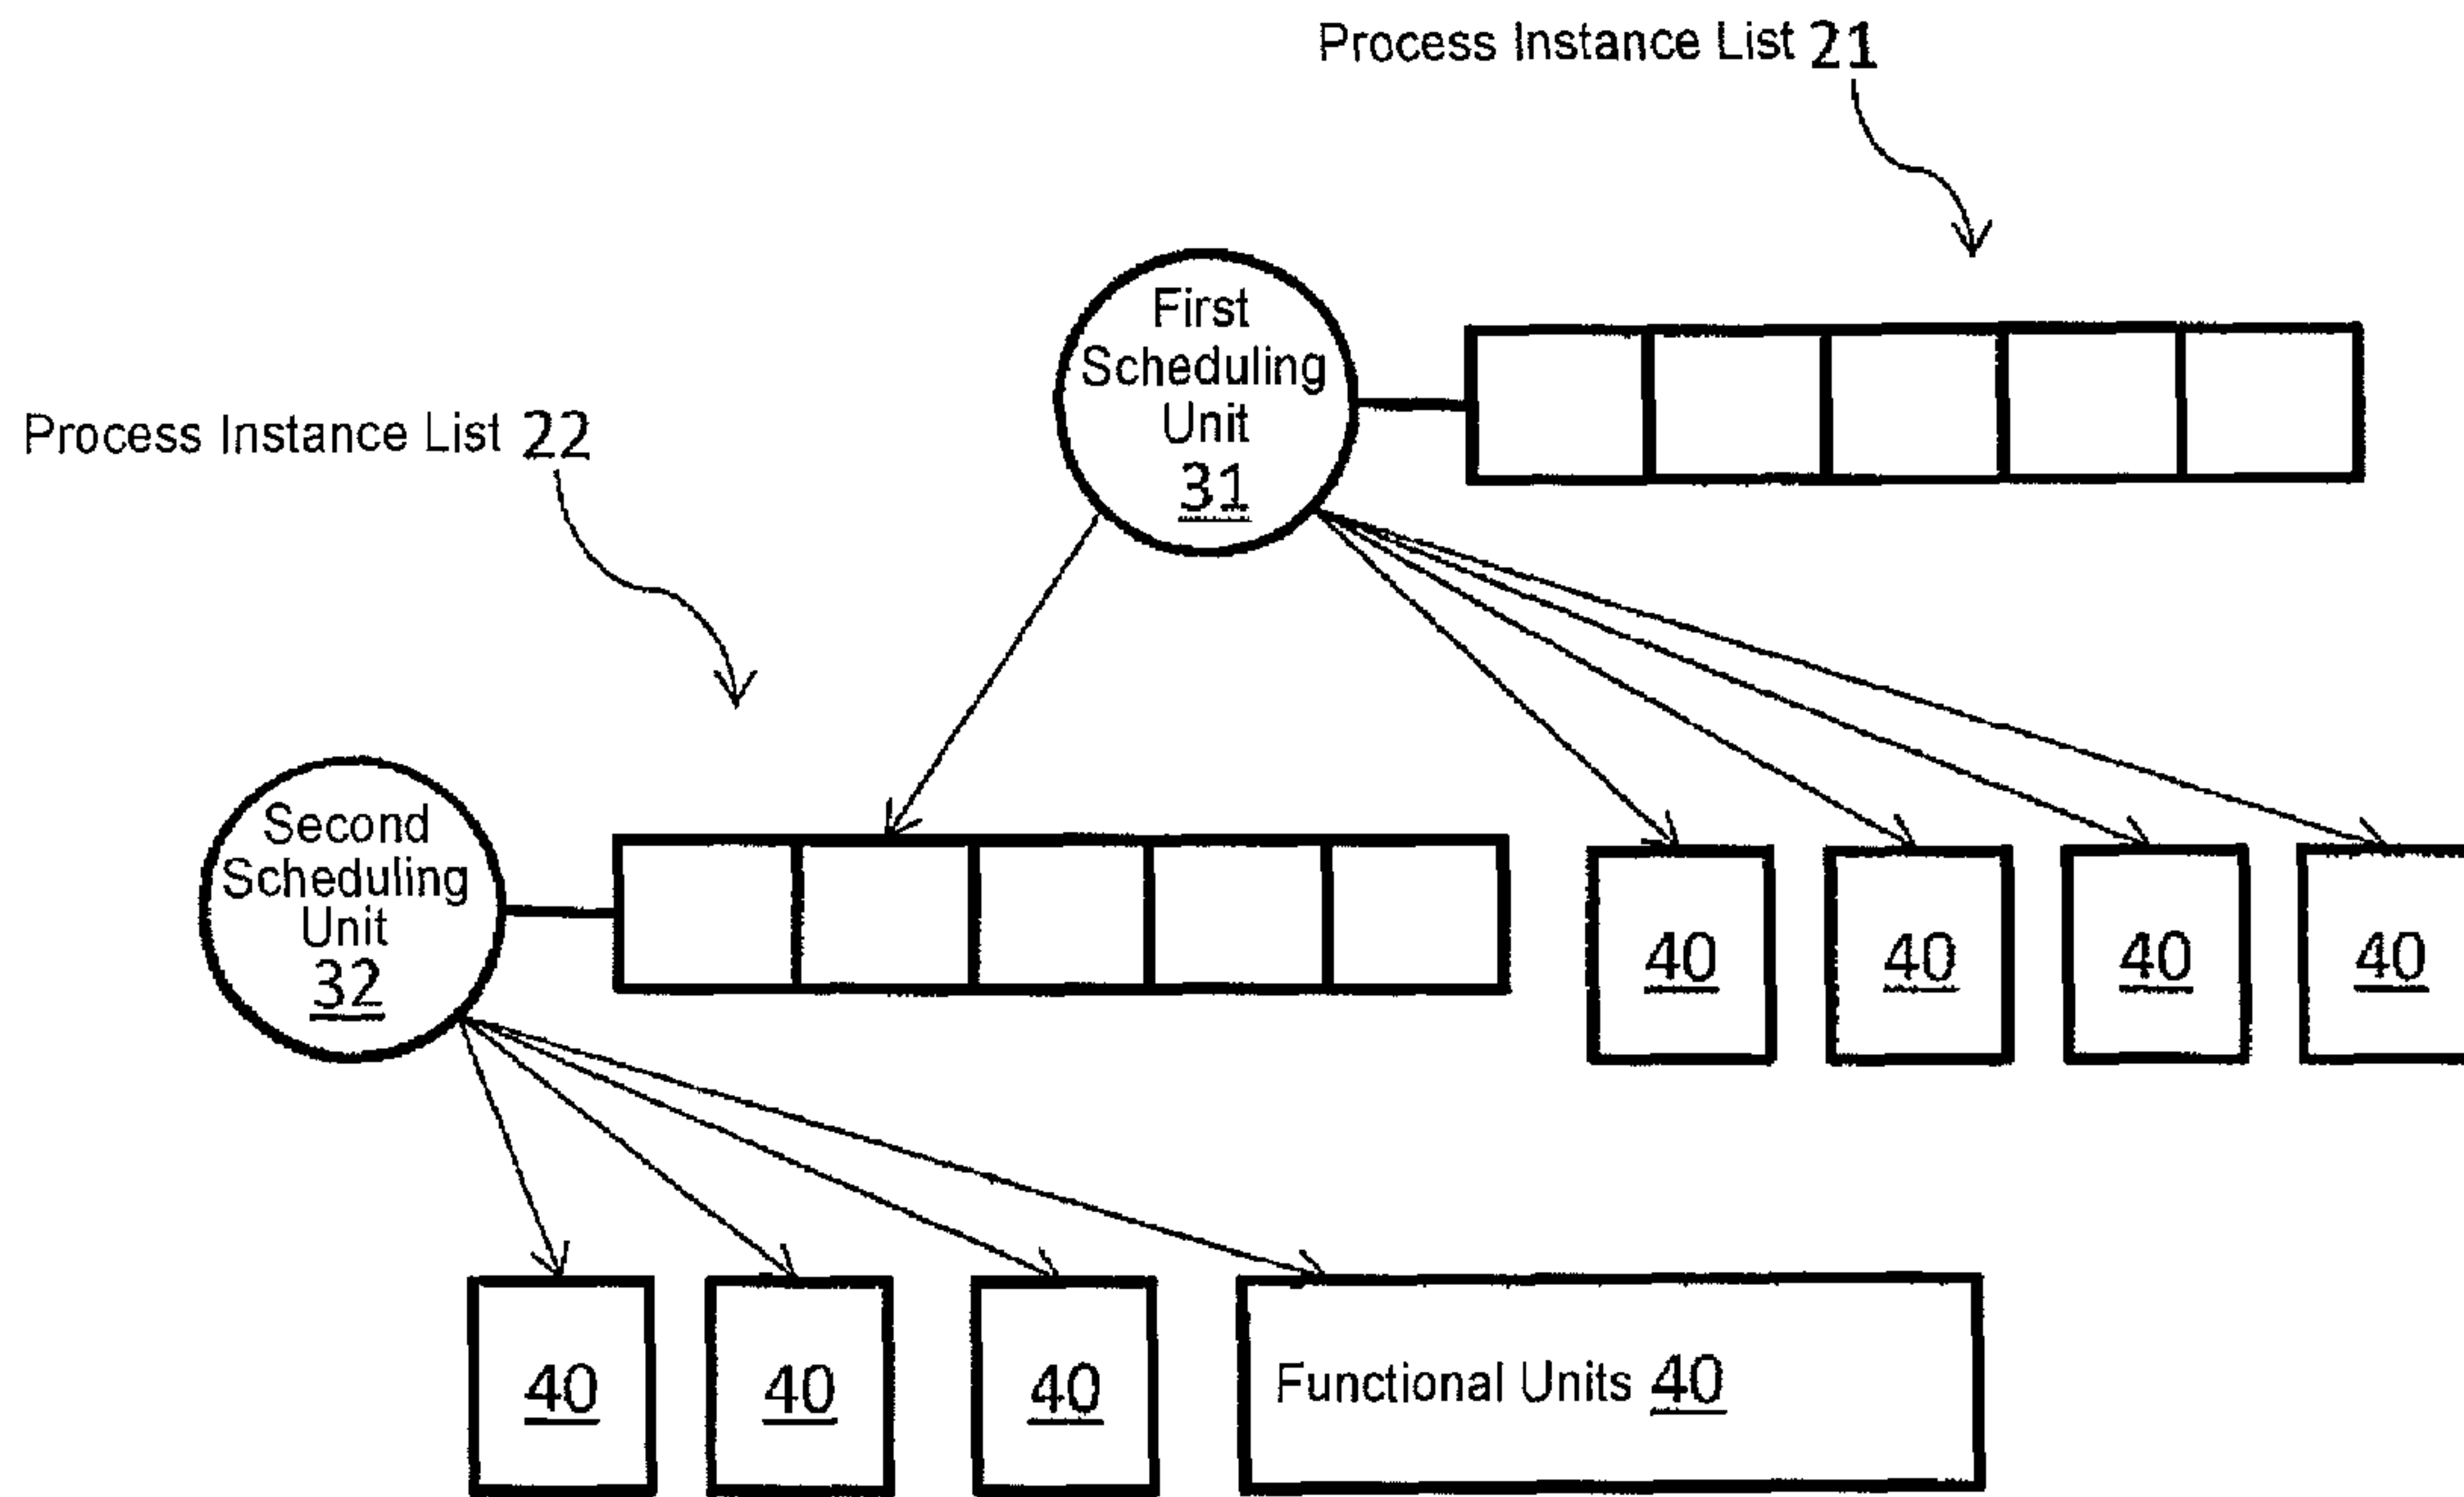 Process Instance List 21
First
Scheduling
Unit
31
Process Instance List 22
Second
Scheduling
Unit
32
40 40 40 40
40 40 40 Functional Units 40